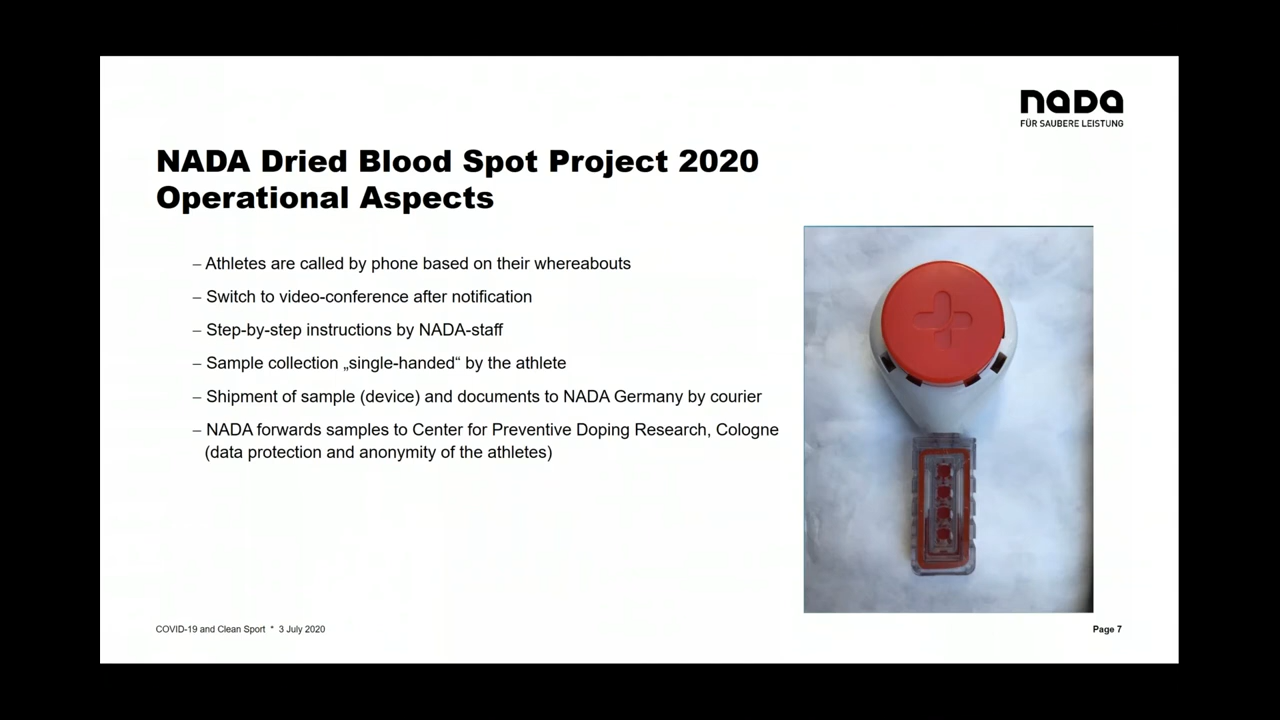 NADA
FÜR SAUBERE LEISTUNG
NADA Dried Blood Spot Project 2020
Operational Aspects
– Athletes are called by phone based on their whereabouts
– Switch to video-conference after notification
– Step-by-step instructions by NADA-staff
– Sample collection „single-handed“ by the athlete
– Shipment of sample (device) and documents to NADA Germany by courier
– NADA forwards samples to Center for Preventive Doping Research, Cologne
(data protection and anonymity of the athletes)
COVID-19 and Clean Sport * 3 July 2020
Page 7